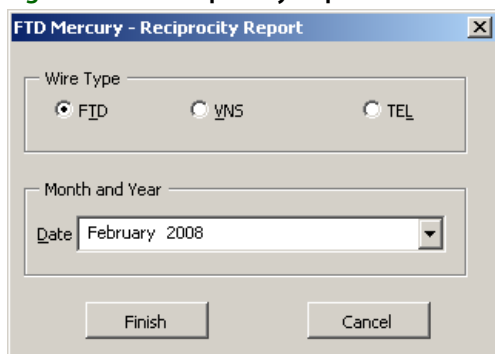 FTD Mercury - Reciprocity Report
Wire Type
FTD VNS TEL
Month and Year
Date February 2008
Finish Cancel